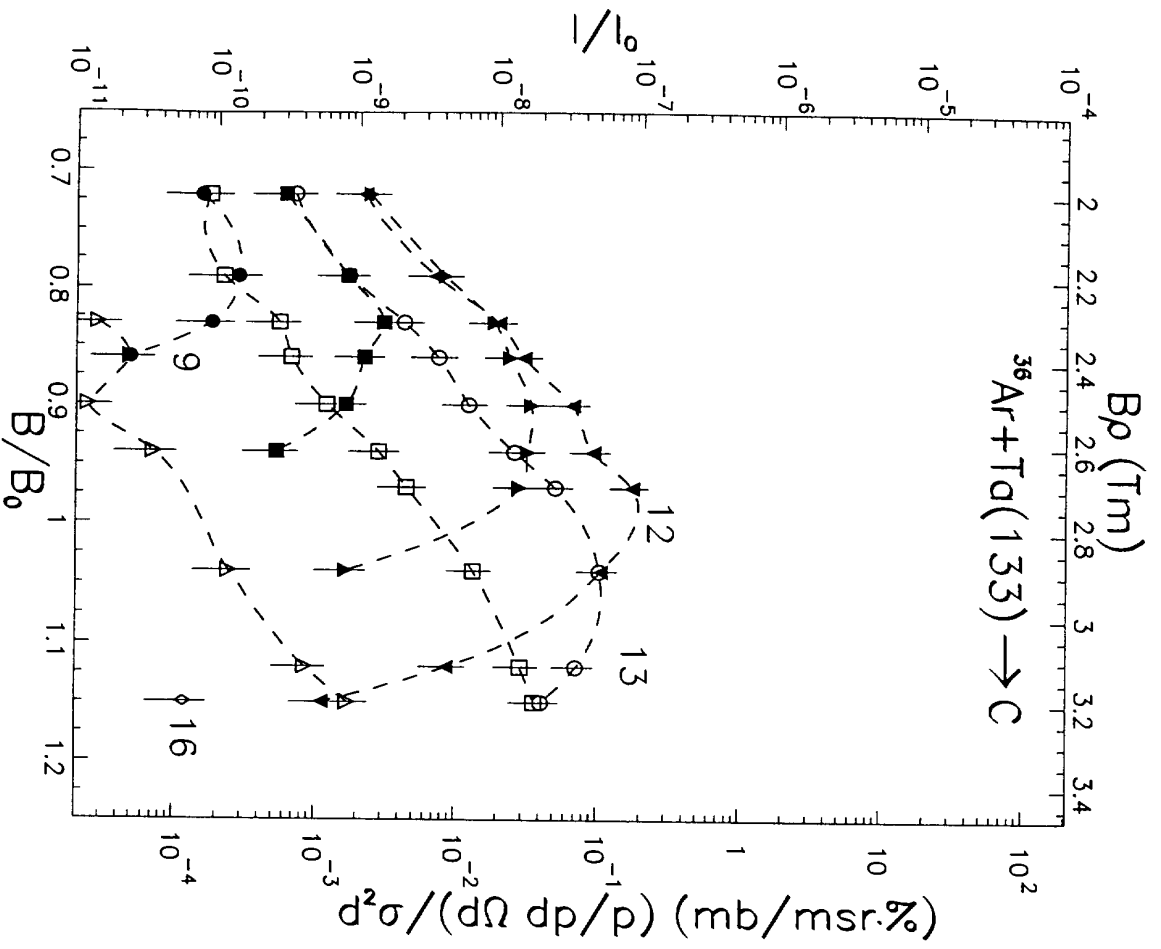 Bρ (Tm)
2 2.2 2.4 2.6 2.8 3 3.2 3.4
³⁶Ar+Ta(133)→C
I/I₀
10⁻⁴
10⁻⁵
10⁻⁶
10⁻⁷
10⁻⁸
10⁻⁹
10⁻¹⁰
10⁻¹¹
12
13
9
16
d²σ/(dΩ dp/p) (mb/msr.%)
10²
10
1
10⁻¹
10⁻²
10⁻³
10⁻⁴
0.7 0.8 0.9 1 1.1 1.2
B/B₀